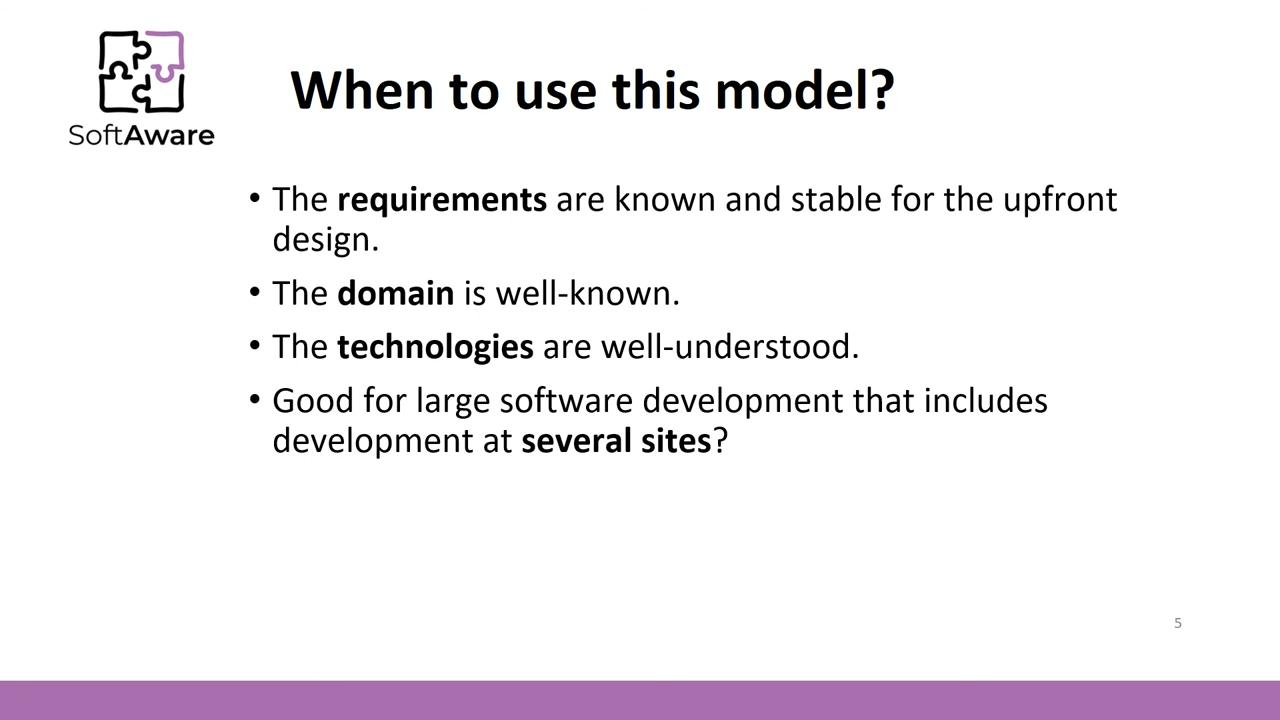 SoftAware
When to use this model?
• The requirements are known and stable for the upfront
design.
• The domain is well-known.
• The technologies are well-understood.
• Good for large software development that includes
development at several sites?
5